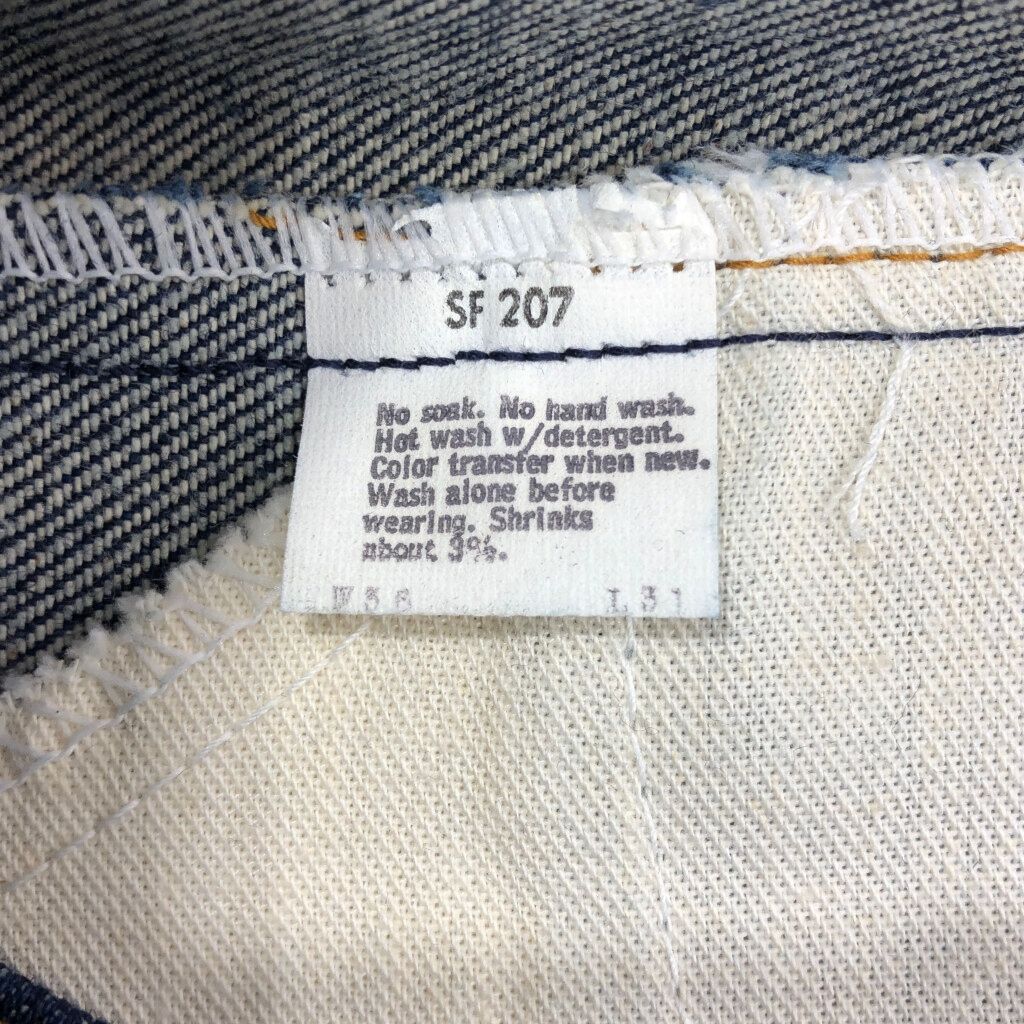 SF 207
No soak. No hand wash.
Hot wash w/detergent.
Color transfer when new.
Wash alone before
wearing. Shrinks
about 3%.
L31